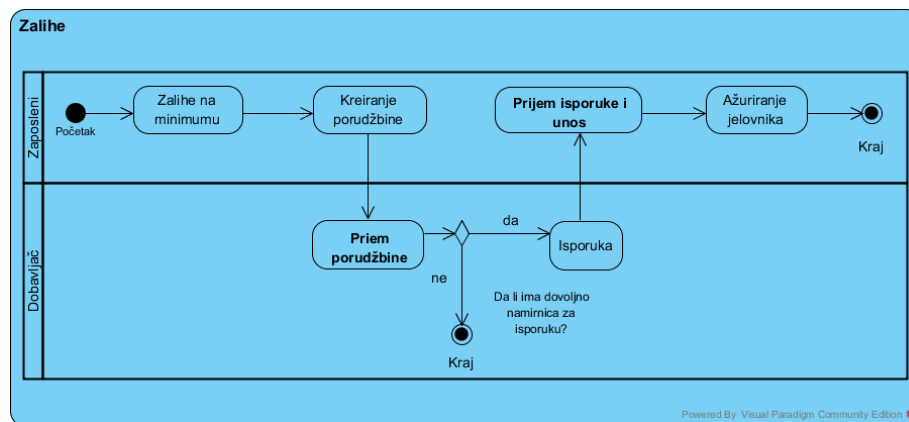 Zalihe
Zaposleni
Početak
Zalihe na
minimumu
Kreiranje
porudžbine
Prijem isporuke i
unos
Ažuriranje
jelovnika
Kraj
Dobavljač
Priem
porudžbine
da
ne
Isporuka
Da li ima dovoljno
namirnica za
isporuku?
Kraj
Powered By Visual Paradigm Community Edition